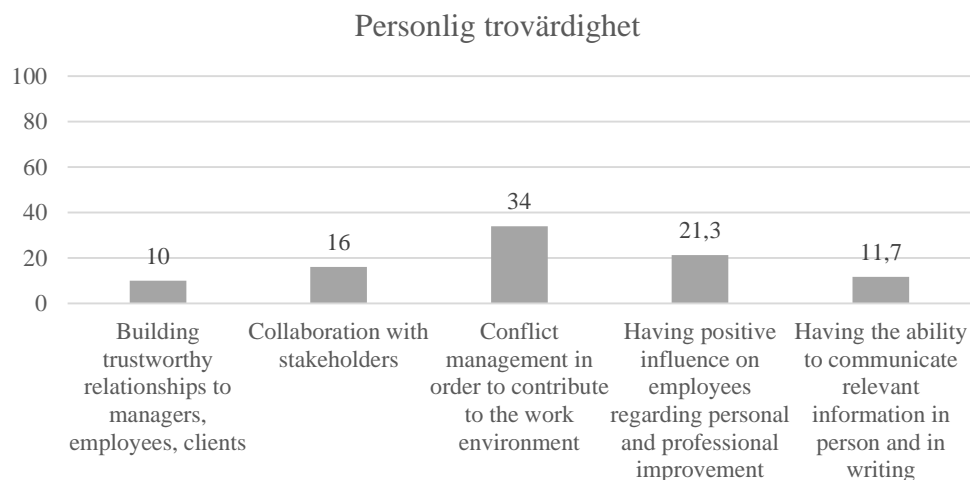 Personlig trovärdighet
100
80
60
40
20
0
10
16
34
21,3
11,7
Building
trustworthy
relationships to
managers,
employees, clients
Collaboration with
stakeholders
Conflict
management in
order to contribute
to the work
environment
Having positive
influence on
employees
regarding personal
and professional
improvement
Having the ability
to communicate
relevant
information in
person and in
writing